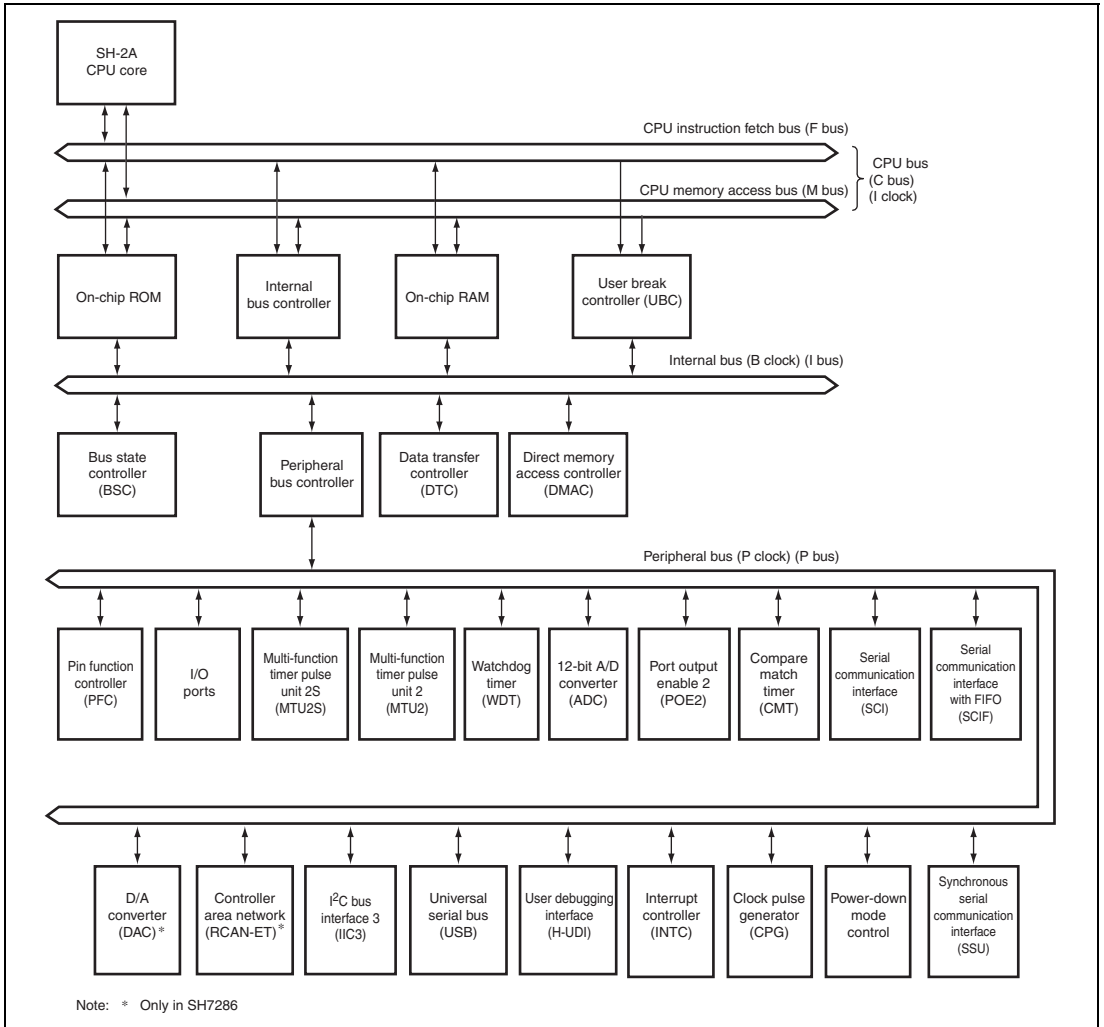 SH-2A
CPU core
CPU instruction fetch bus (F bus)
CPU bus
(C bus)
(I clock)
CPU memory access bus (M bus)
On-chip ROM
Internal
bus controller
On-chip RAM
User break
controller (UBC)
Internal bus (B clock) (I bus)
Bus state
controller
(BSC)
Peripheral
bus controller
Data transfer
controller
(DTC)
Direct memory
access controller
(DMAC)
Peripheral bus (P clock) (P bus)
Pin function
controller
(PFC)
I/O
ports
Multi-function
timer pulse
unit 2S
(MTU2S)
Multi-function
timer pulse
unit 2
(MTU2)
Watchdog
timer
(WDT)
12-bit A/D
converter
(ADC)
Port output
enable 2
(POE2)
Compare
match
timer
(CMT)
Serial
communication
interface
(SCI)
Serial
communication
interface
with FIFO
(SCIF)
D/A
converter
(DAC)*
Controller
area network
(RCAN-ET)*
I²C bus
interface 3
(IIC3)
Universal
serial bus
(USB)
User debugging
interface
(H-UDI)
Interrupt
controller
(INTC)
Clock pulse
generator
(CPG)
Power-down
mode
control
Synchronous
serial
communication
interface
(SSU)
Note: * Only in SH7286